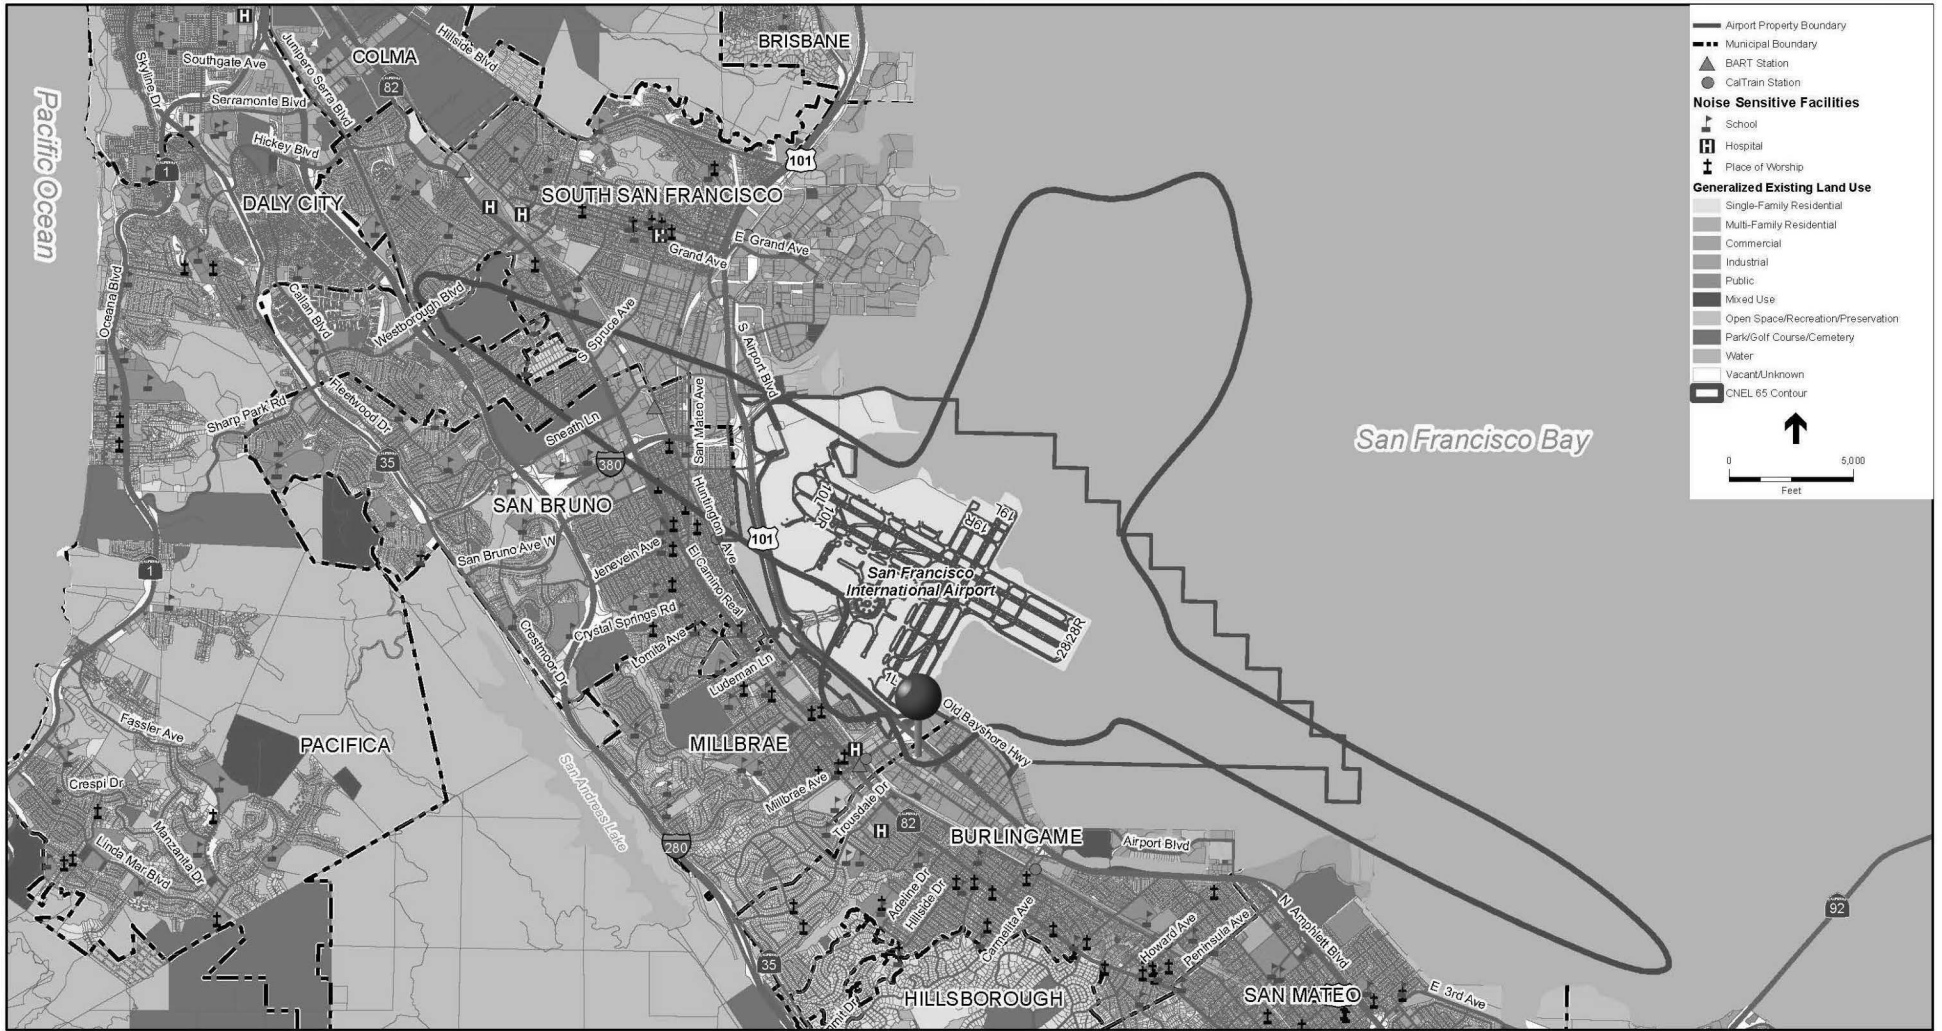 BRISBANE
COLMA
Hillside Blvd
Junipero Serra Blvd
Southgate Ave
Skyline Dr
82
Serramonte Blvd
Hickey Blvd
101
1
Pacific Ocean
DALY CITY
SOUTH SAN FRANCISCO
H
H
H
H
E Grand Ave
Grand Ave
Oceana Blvd
Callan Blvd
Westborough Blvd
S Spruce Ave
S Airport Blvd
San Mateo Ave
Fleetwood Dr
Sharp Park Rd
Sneath Ln
35
380
San Francisco Bay
SAN BRUNO
Huntington Ave
10L
10R
19R
19L
101
San Bruno Ave W
Jenevein Ave
El Camino Real
San Francisco
International Airport
1
Crystal Springs Rd
Lomita Ave
Crestmoor Dr
Ludeman Ln
28R
28
1L
Old Bayshore Hwy
Fassler Ave
PACIFICA
MILLBRAE
H
San Andreas Lake
Crespi Dr
Manzanita Dr
Linda Mar Blvd
Millbrae Ave
Trousdale Dr
82
H
280
BURLINGAME
Airport Blvd
Adeline Dr
Hillside Dr
Carmelita Ave
Howard Ave
Peninsula Ave
N Amphlett Blvd
92
35
HILLSBOROUGH
SAN MATEO
E 3rd Ave
Airport Property Boundary
Municipal Boundary
BART Station
CalTrain Station
Noise Sensitive Facilities
School
H Hospital
Place of Worship
Generalized Existing Land Use
Single-Family Residential
Multi-Family Residential
Commercial
Industrial
Public
Mixed Use
Open Space/Recreation/Preservation
Park/Golf Course/Cemetery
Water
Vacant/Unknown
CNEL 65 Contour
0 5,000
Feet